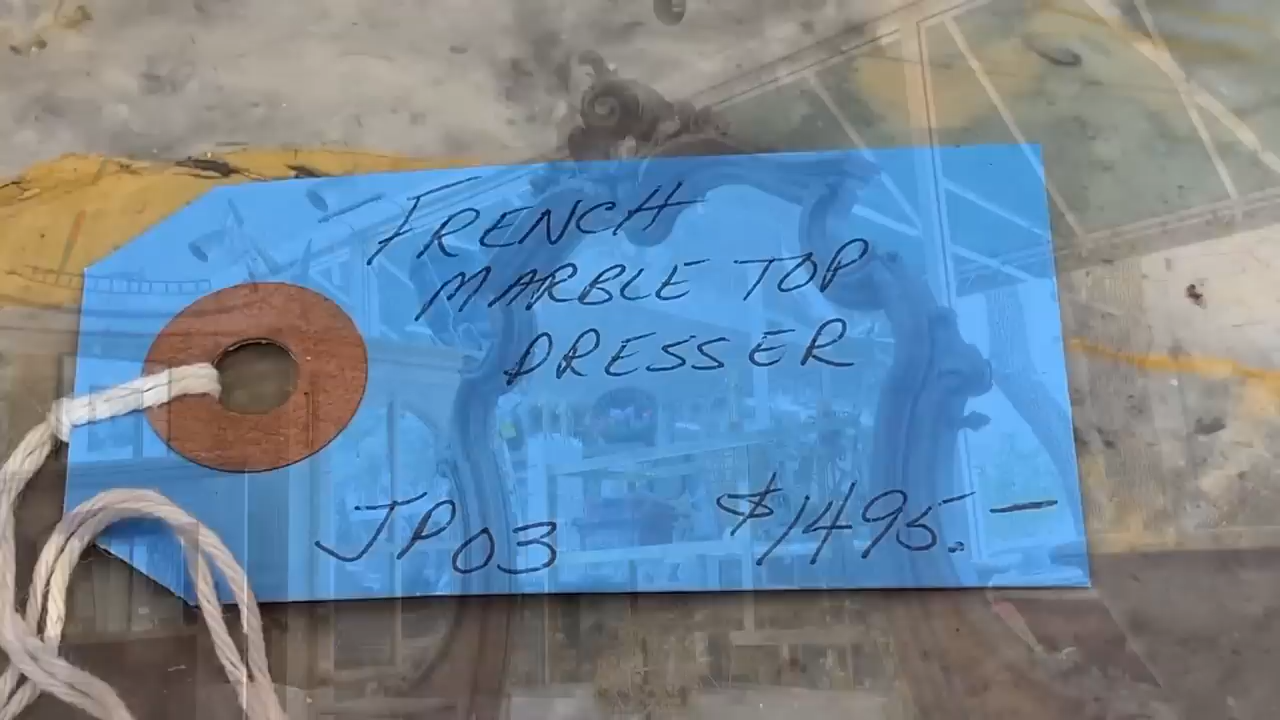 FRENCH
MARBLE TOP
DRESSER
JP03 $1495.—